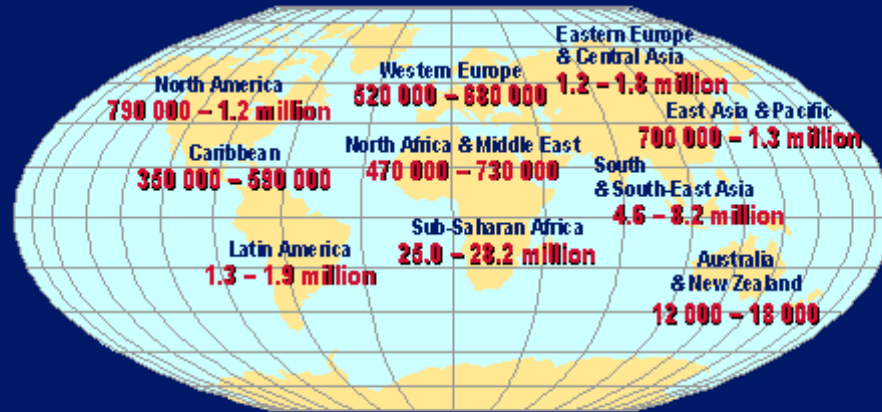 Eastern Europe
& Central Asia
1.2 – 1.8 million
Western Europe
520 000 – 680 000
North America
790 000 – 1.2 million
East Asia & Pacific
700 000 – 1.3 million
North Africa & Middle East
470 000 – 730 000
Caribbean
350 000 – 590 000
South
& South-East Asia
4.6 – 8.2 million
Sub-Saharan Africa
25.0 – 28.2 million
Latin America
1.3 – 1.9 million
Australia
& New Zealand
12 000 – 18 000